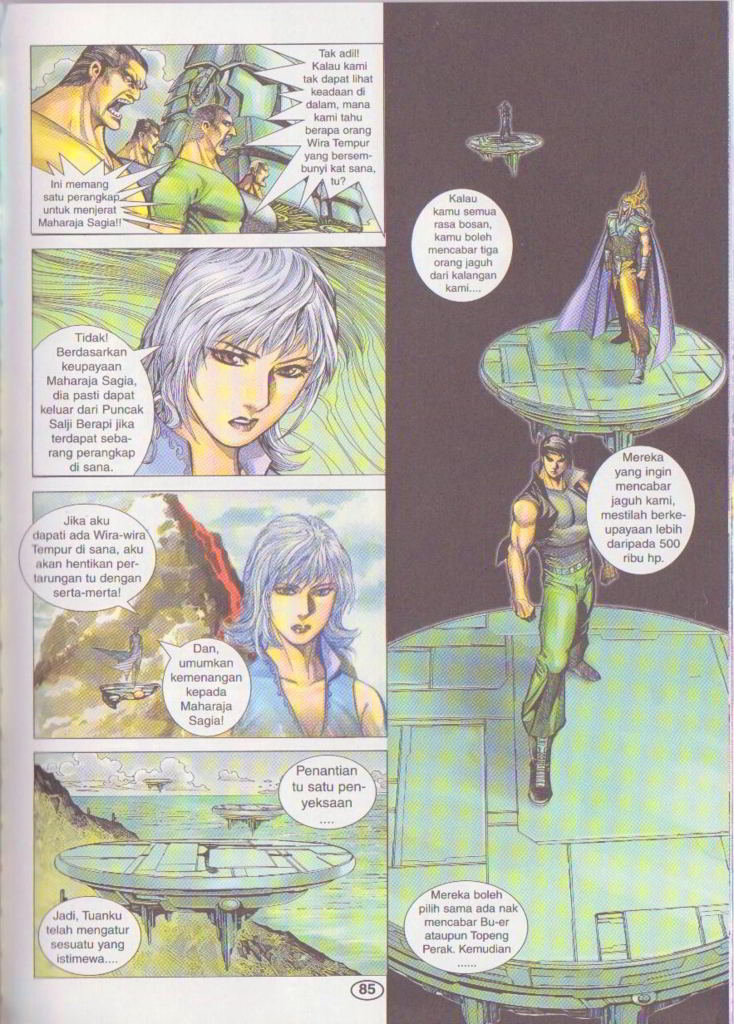 Tak adil!
Kalau kami
tak dapat lihat
keadaan di
dalam, mana
kami tahu
berapa orang
Wira Tempur
yang bersem-
bunyi kat sana,
tu?
Ini memang
satu perangkap
untuk menjerat
Maharaja Sagia!!
Tidak!
Berdasarkan
keupayaan
Maharaja Sagia,
dia pasti dapat
keluar dari Puncak
Salji Berapi jika
terdapat seba-
rang perangkap
di sana.
Jika aku
dapati ada Wira-wira
Tempur di sana, aku
akan hentikan per-
tarungan tu dengan
serta-merta!
Dan,
umumkan
kemenangan
kepada
Maharaja
Sagia!
Penantian
tu satu pen-
yeksaan
....
Jadi, Tuanku
telah mengatur
sesuatu yang
istimewa....
Kalau
kamu semua
rasa bosan,
kamu boleh
mencabar tiga
orang jaguh
dari kalangan
kami....
Mereka
yang ingin
mencabar
jaguh kami,
mestilah berke-
upayaan lebih
daripada 500
ribu hp.
Mereka boleh
pilih sama ada nak
mencabar Bu-er
ataupun Topeng
Perak. Kemudian
......
85